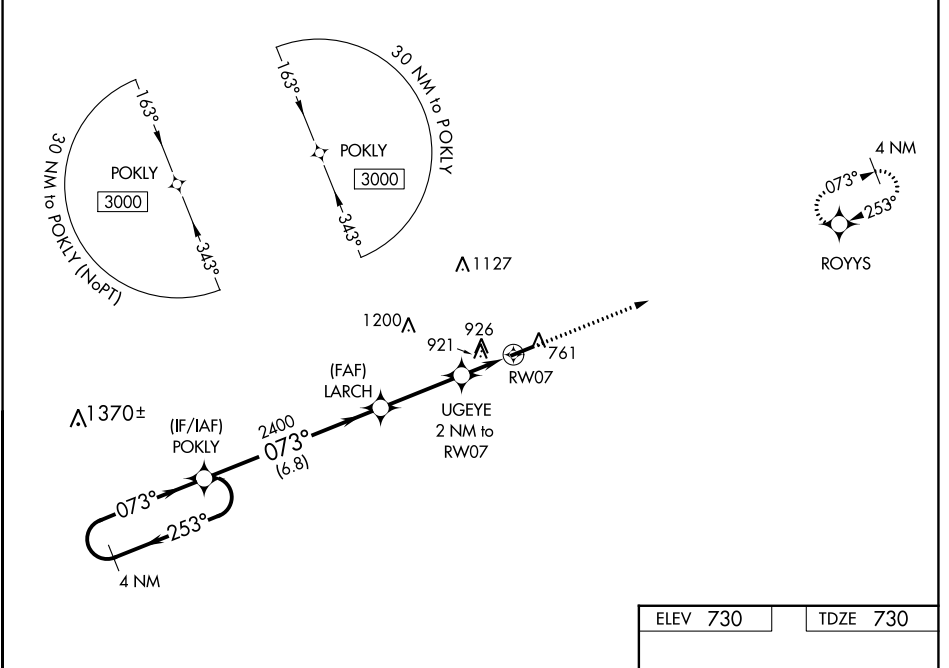 163°
POKLY
3000
343°
30 NM to POKLY (NoPT)
163°
POKLY
3000
343°
30 NM to POKLY
4 NM
073°
253°
ROYYS
1127
1200
926
921
761
RW07
(FAF)
LARCH
UGEYE
2 NM to
RW07
1370±
(IF/IAF)
POKLY
2400
073°
(6.8)
073°
253°
4 NM
ELEV 730
TDZE 730